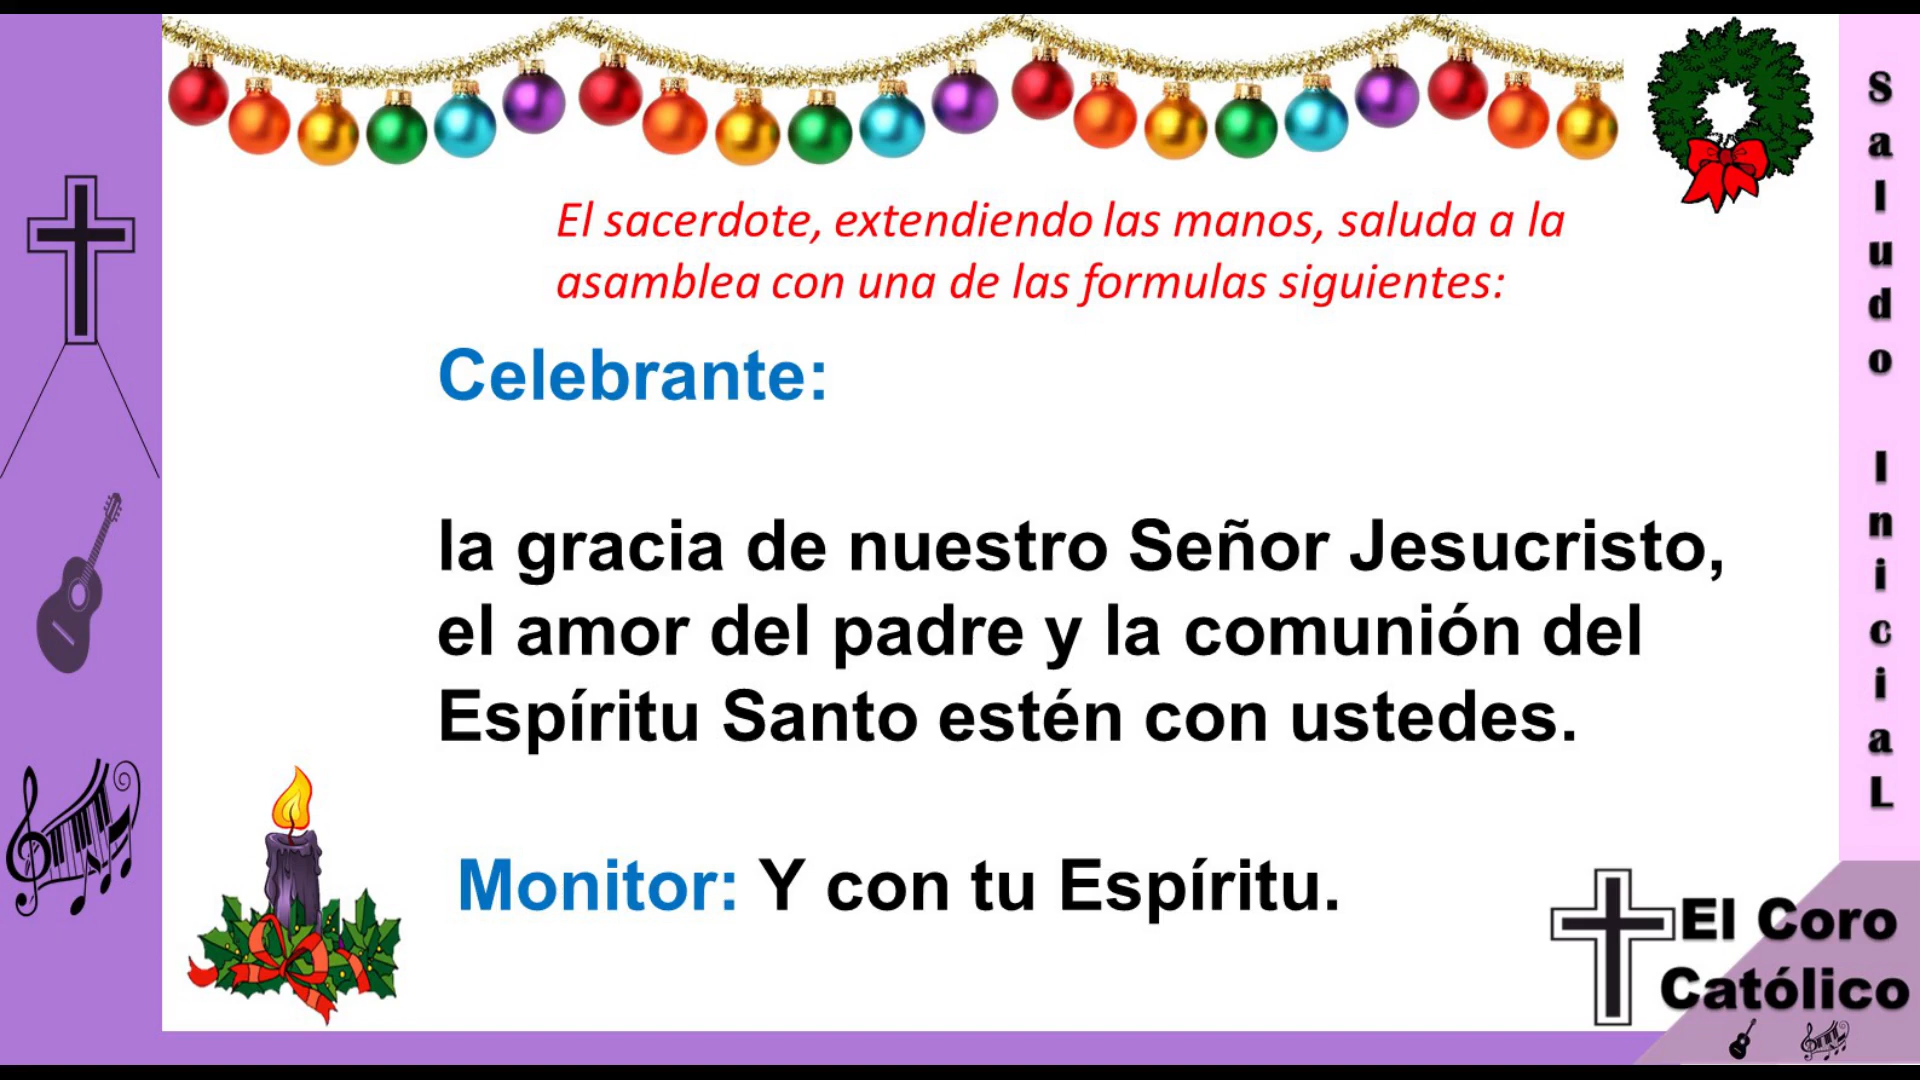 El sacerdote, extendiendo las manos, saluda a la
asamblea con una de las formulas siguientes:
Celebrante:
la gracia de nuestro Señor Jesucristo,
el amor del padre y la comunión del
Espíritu Santo estén con ustedes.
Monitor: Y con tu Espíritu.
Saludo IniciaL
El Coro
Católico